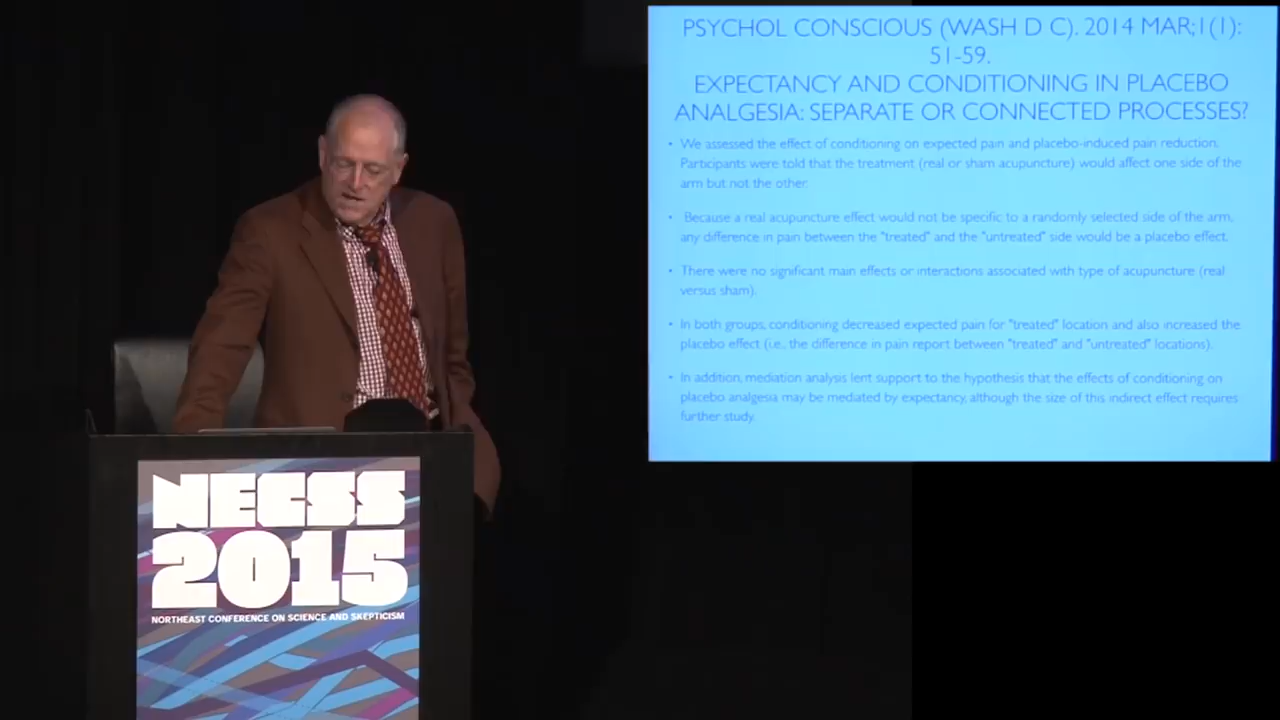 PSYCHOL CONSCIOUS (WASH D C). 2014 MAR;1(1):
51-59.
EXPECTANCY AND CONDITIONING IN PLACEBO
ANALGESIA: SEPARATE OR CONNECTED PROCESSES?
• We assessed the effect of conditioning on expected pain and placebo-induced pain reduction.
Participants were told that the treatment (real or sham acupuncture) would affect one side of the
arm but not the other.
• Because a real acupuncture effect would not be specific to a randomly selected side of the arm,
any difference in pain between the "treated" and the "untreated" side would be a placebo effect.
• There were no significant main effects or interactions associated with type of acupuncture (real
versus sham).
• In both groups, conditioning decreased expected pain for "treated" location and also increased the
placebo effect (i.e., the difference in pain report between "treated" and "untreated" locations).
• In addition, mediation analysis lent support to the hypothesis that the effects of conditioning on
placebo analgesia may be mediated by expectancy, although the size of this indirect effect requires
further study.
NECSS
2015
NORTHEAST CONFERENCE ON SCIENCE AND SKEPTICISM